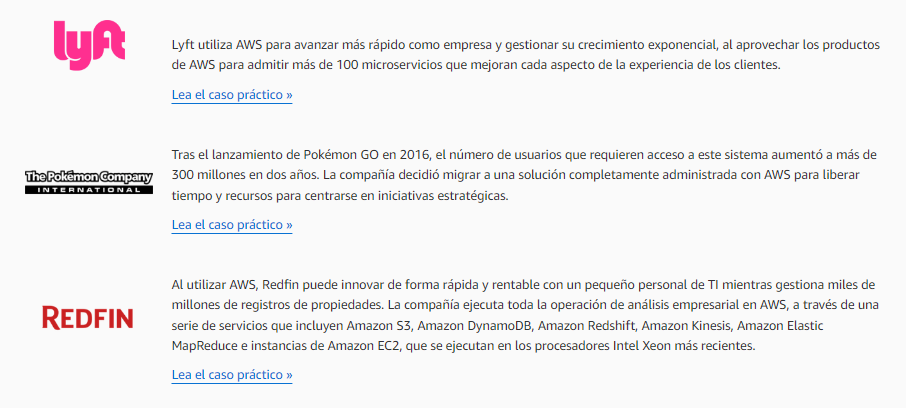 lyft
Lyft utiliza AWS para avanzar más rápido como empresa y gestionar su crecimiento exponencial, al aprovechar los productos
de AWS para admitir más de 100 microservicios que mejoran cada aspecto de la experiencia de los clientes.
Lea el caso práctico »
The Pokémon Company
INTERNATIONAL
Tras el lanzamiento de Pokémon GO en 2016, el número de usuarios que requieren acceso a este sistema aumentó a más de
300 millones en dos años. La compañía decidió migrar a una solución completamente administrada con AWS para liberar
tiempo y recursos para centrarse en iniciativas estratégicas.
Lea el caso práctico »
REDFIN
Al utilizar AWS, Redfin puede innovar de forma rápida y rentable con un pequeño personal de TI mientras gestiona miles de
millones de registros de propiedades. La compañía ejecuta toda la operación de análisis empresarial en AWS, a través de una
serie de servicios que incluyen Amazon S3, Amazon DynamoDB, Amazon Redshift, Amazon Kinesis, Amazon Elastic
MapReduce e instancias de Amazon EC2, que se ejecutan en los procesadores Intel Xeon más recientes.
Lea el caso práctico »